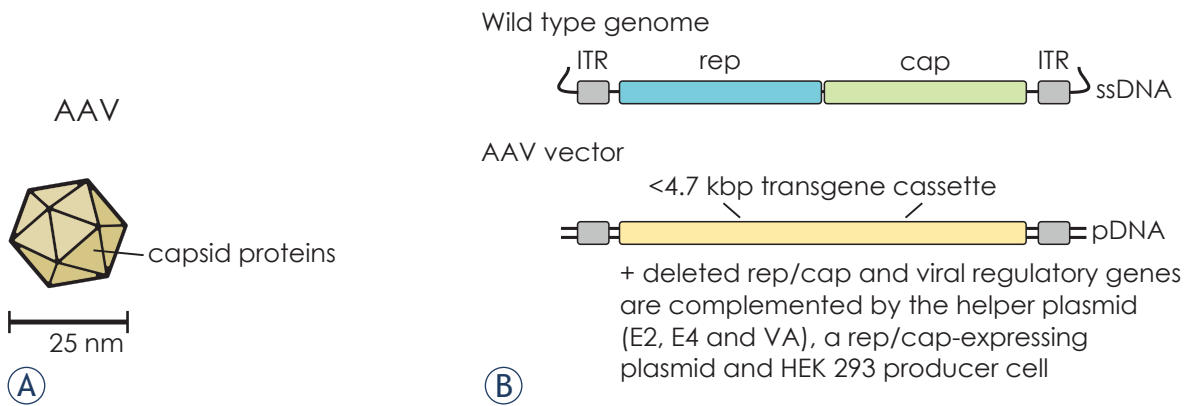 AAV
capsid proteins
25 nm
A
Wild type genome
ITR rep cap ITR
ssDNA
AAV vector
<4.7 kbp transgene cassette
pDNA
+ deleted rep/cap and viral regulatory genes
are complemented by the helper plasmid
(E2, E4 and VA), a rep/cap-expressing
plasmid and HEK 293 producer cell
B